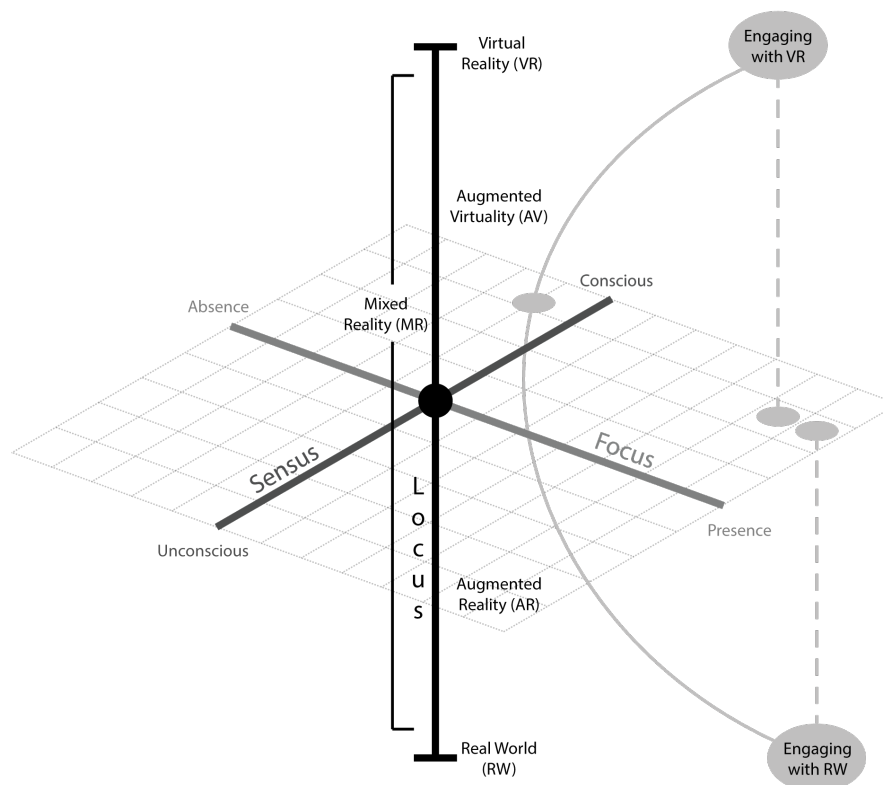 Virtual
Reality (VR)
Engaging
with VR
Augmented
Virtuality (AV)
Conscious
Absence
Mixed
Reality (MR)
Sensus
Focus
Locus
Presence
Unconscious
Augmented
Reality (AR)
Real World
(RW)
Engaging
with RW